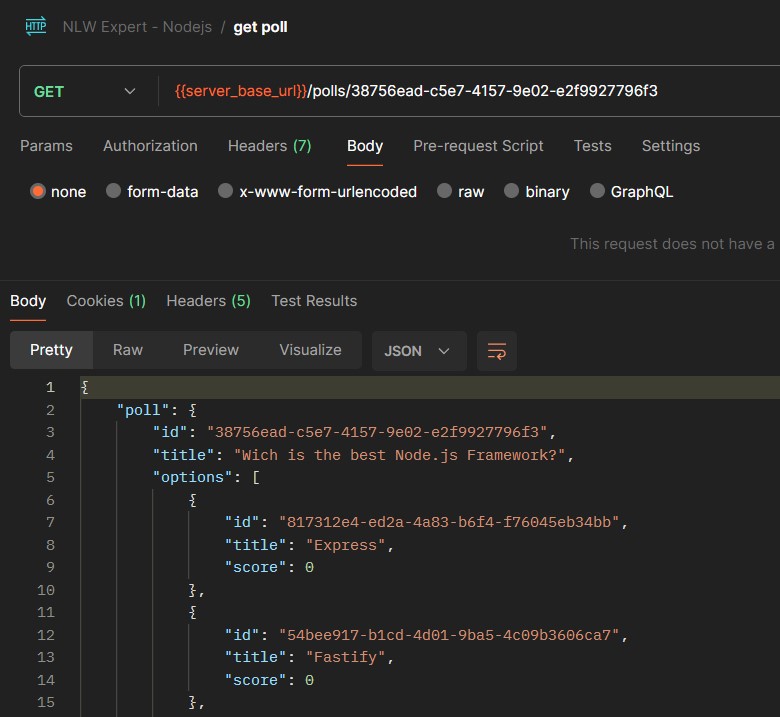 HTTP NLW Expert - Nodejs / get poll
GET {{server_base_url}}/polls/38756ead-c5e7-4157-9e02-e2f9927796f3
Params Authorization Headers (7) Body Pre-request Script Tests Settings
none form-data x-www-form-urlencoded raw binary GraphQL
This request does not have a
Body Cookies (1) Headers (5) Test Results
Pretty Raw Preview Visualize JSON
1 {
2 "poll": {
3 "id": "38756ead-c5e7-4157-9e02-e2f9927796f3",
4 "title": "Wich is the best Node.js Framework?",
5 "options": [
6 {
7 "id": "817312e4-ed2a-4a83-b6f4-f76045eb34bb",
8 "title": "Express",
9 "score": 0
10 },
11 {
12 "id": "54bee917-b1cd-4d01-9ba5-4c09b3606ca7",
13 "title": "Fastify",
14 "score": 0
15 },